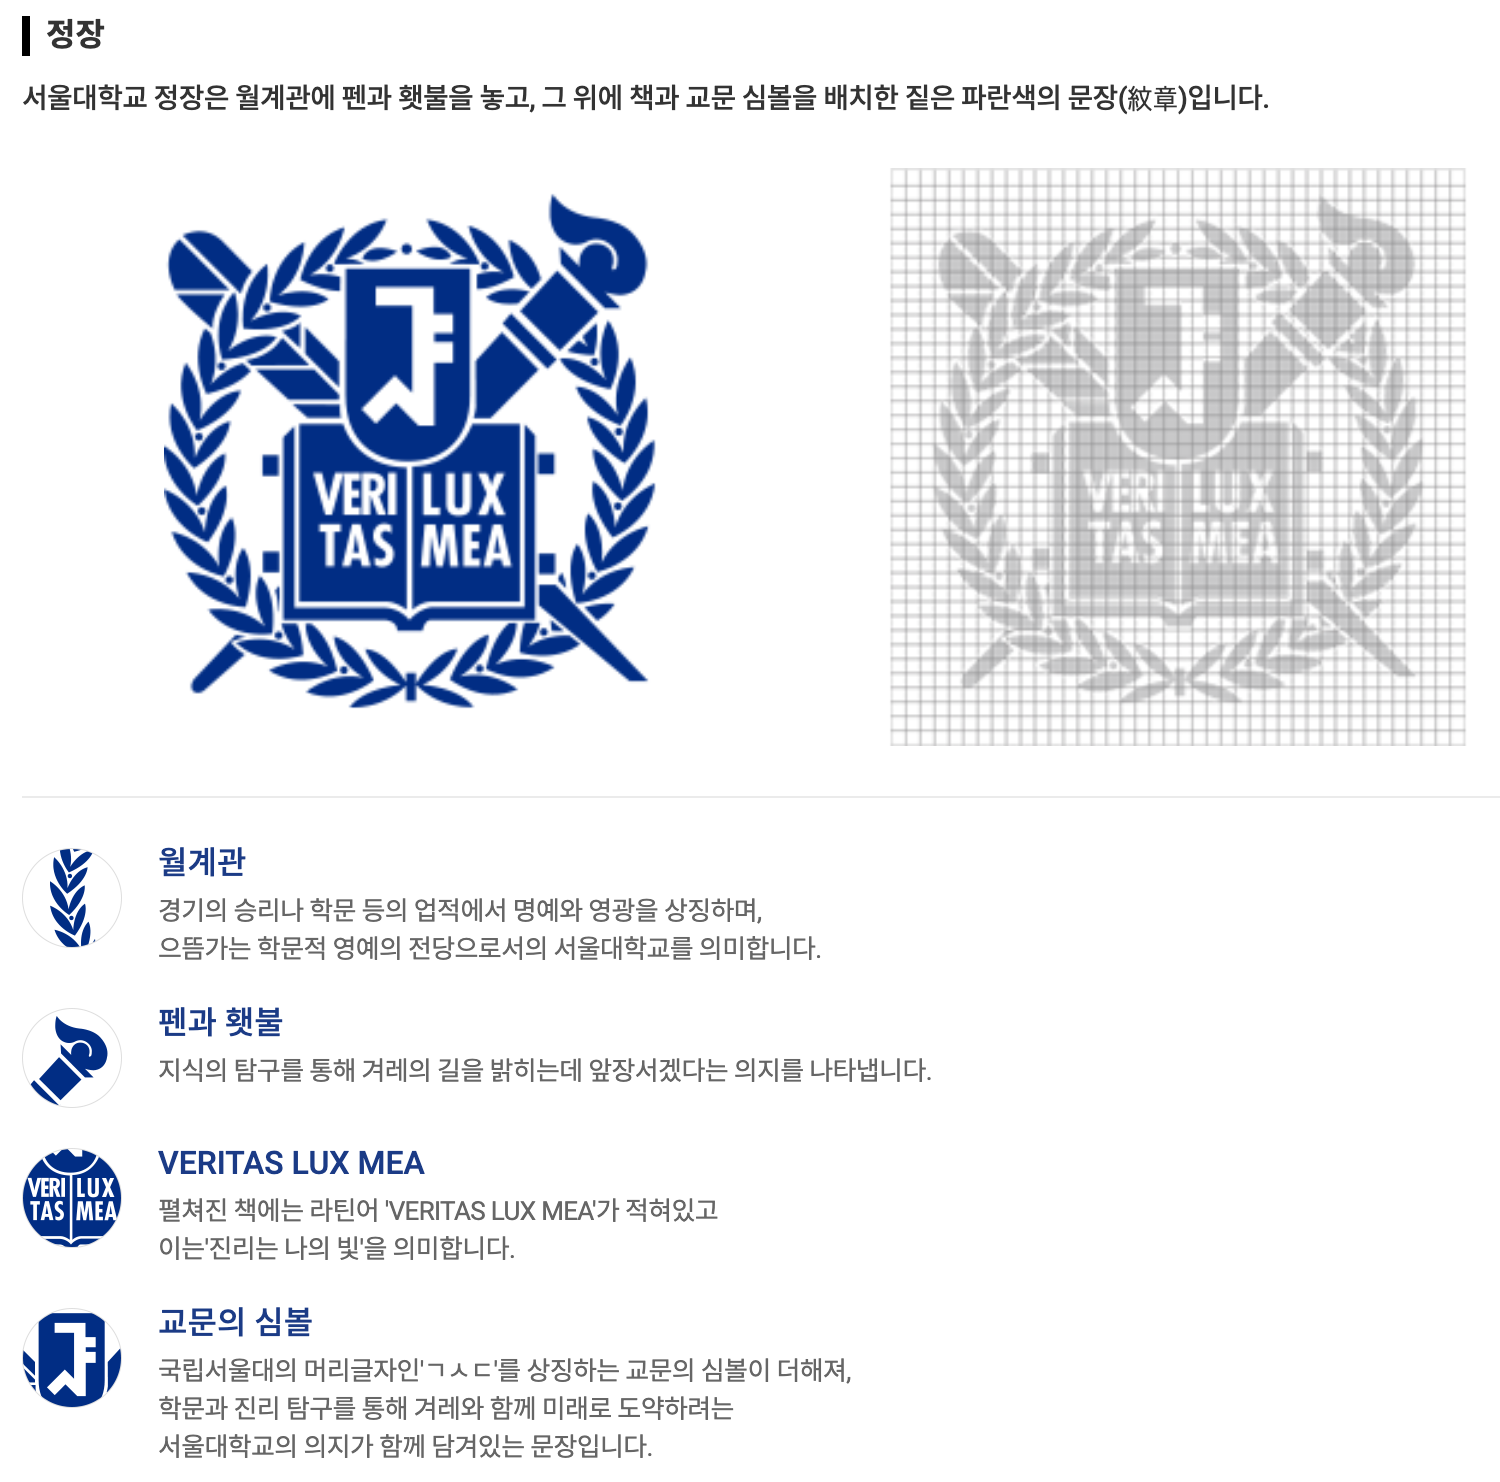 정장
서울대학교 정장은 월계관에 펜과 횃불을 놓고, 그 위에 책과 교문 심볼을 배치한 짙은 파란색의 문장(紋章)입니다.
VERI LUX
TAS MEA
VERI LUX
TAS MEA
월계관
경기의 승리나 학문 등의 업적에서 명예와 영광을 상징하며,
으뜸가는 학문적 영예의 전당으로서의 서울대학교를 의미합니다.
펜과 횃불
지식의 탐구를 통해 겨레의 길을 밝히는데 앞장서겠다는 의지를 나타냅니다.
VERI LUX
TAS MEA
VERITAS LUX MEA
펼쳐진 책에는 라틴어 'VERITAS LUX MEA'가 적혀있고
이는'진리는 나의 빛'을 의미합니다.
교문의 심볼
국립서울대의 머리글자인'ㄱㅅㄷ'를 상징하는 교문의 심볼이 더해져,
학문과 진리 탐구를 통해 겨레와 함께 미래로 도약하려는
서울대학교의 의지가 함께 담겨있는 문장입니다.